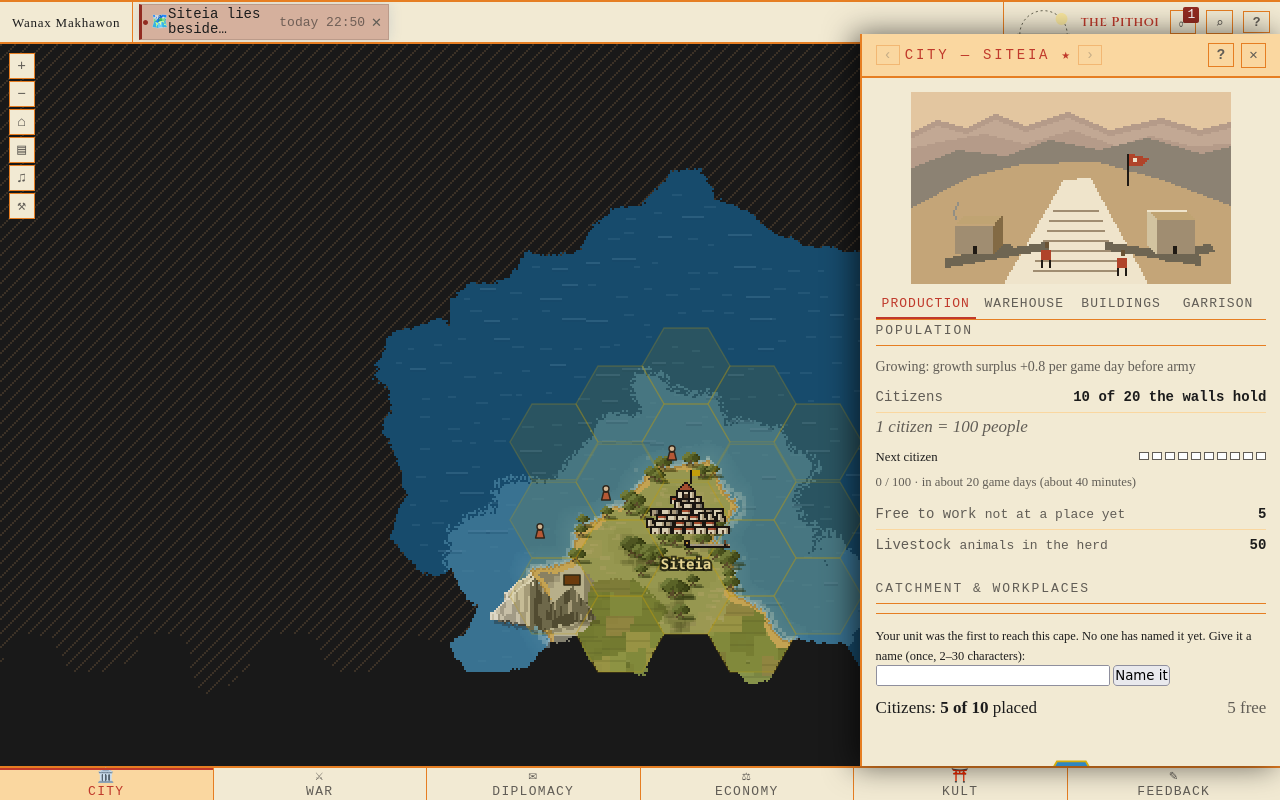 Wanax Makhawon
Siteia lies beside…
today 22:50 ✕
THE PITHOI
1
?
‹ CITY — SITEIA ★ ›
? ✕
+
−
PRODUCTION WAREHOUSE BUILDINGS GARRISON
POPULATION
Growing: growth surplus +0.8 per game day before army
Citizens 10 of 20 the walls hold
1 citizen = 100 people
Next citizen
0 / 100 · in about 20 game days (about 40 minutes)
Free to work not at a place yet 5
Livestock animals in the herd 50
CATCHMENT & WORKPLACES
Your unit was the first to reach this cape. No one has named it yet. Give it a
name (once, 2–30 characters):
Name it
Citizens: 5 of 10 placed 5 free
Siteia
CITY WAR DIPLOMACY ECONOMY KULT FEEDBACK